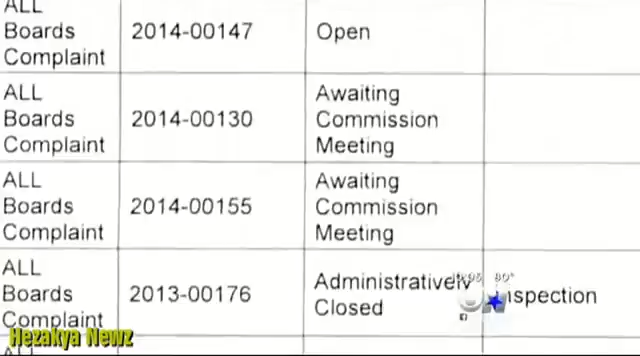 ALL
Boards
Complaint
2014-00147
Open
ALL
Boards
Complaint
2014-00130
Awaiting
Commission
Meeting
ALL
Boards
Complaint
2014-00155
Awaiting
Commission
Meeting
ALL
Boards
Complaint
2013-00176
Administratively
Closed
80°
Hezakya Newz